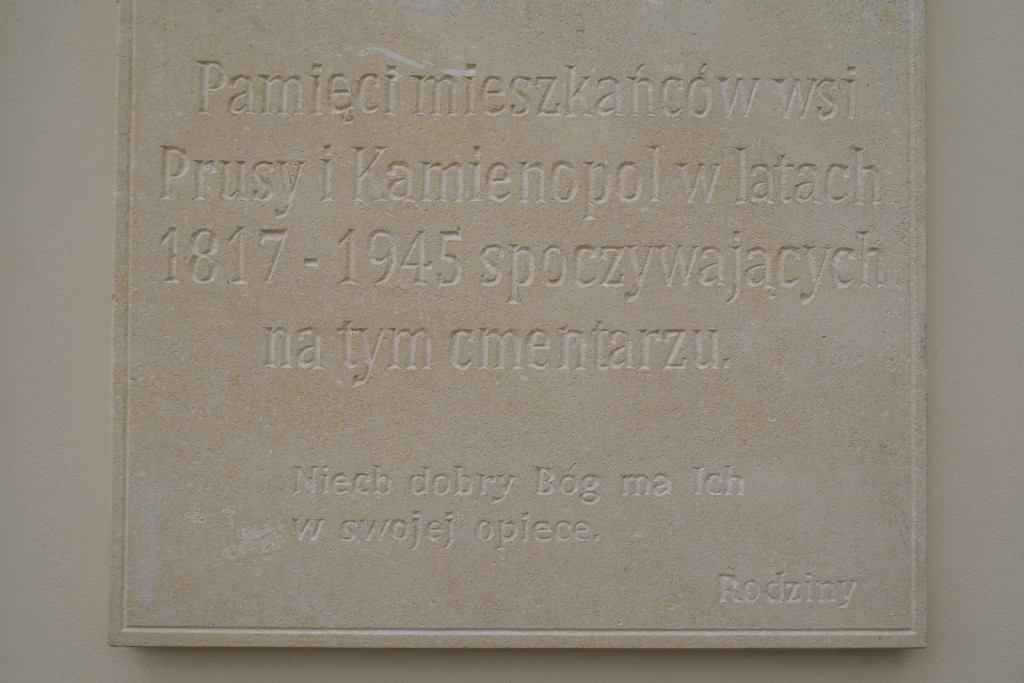 Pamięci mieszkańców wsi
Prusy i Kamienopol w latach
1817 - 1945 spoczywających
na tym cmentarzu.
Niech dobry Bóg ma Ich
w swojej opiece.
Rodziny